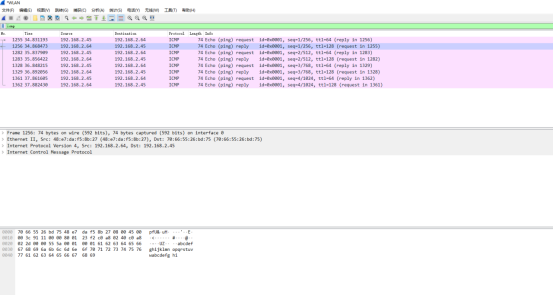 *WLAN
文件(F) 编辑(E) 视图(V) 跳转(G) 捕获(C) 分析(A) 统计(S) 电话(Y) 无线(W) 工具(T) 帮助(H)
icmp
No. Time Source Destination Protocol Length Info
1255 34.831193 192.168.2.45 192.168.2.64 ICMP 74 Echo (ping) request id=0x0001, seq=1/256, ttl=64 (reply in 1256)
1256 34.860473 192.168.2.64 192.168.2.45 ICMP 74 Echo (ping) reply id=0x0001, seq=1/256, ttl=128 (request in 1255)
1282 35.837909 192.168.2.45 192.168.2.64 ICMP 74 Echo (ping) request id=0x0001, seq=2/512, ttl=64 (reply in 1283)
1283 35.856422 192.168.2.64 192.168.2.45 ICMP 74 Echo (ping) reply id=0x0001, seq=2/512, ttl=128 (request in 1282)
1328 36.848215 192.168.2.45 192.168.2.64 ICMP 74 Echo (ping) request id=0x0001, seq=3/768, ttl=64 (reply in 1329)
1329 36.892056 192.168.2.64 192.168.2.45 ICMP 74 Echo (ping) reply id=0x0001, seq=3/768, ttl=128 (request in 1328)
1361 37.861605 192.168.2.45 192.168.2.64 ICMP 74 Echo (ping) request id=0x0001, seq=4/1024, ttl=64 (reply in 1362)
1362 37.882430 192.168.2.64 192.168.2.45 ICMP 74 Echo (ping) reply id=0x0001, seq=4/1024, ttl=128 (request in 1361)
Frame 1256: 74 bytes on wire (592 bits), 74 bytes captured (592 bits) on interface 0
Ethernet II, Src: 48:e7:da:f5:8b:27 (48:e7:da:f5:8b:27), Dst: 70:66:55:26:bd:75 (70:66:55:26:bd:75)
Internet Protocol Version 4, Src: 192.168.2.64, Dst: 192.168.2.45
Internet Control Message Protocol
0000 70 66 55 26 bd 75 48 e7 da f5 8b 27 08 00 45 00
0010 00 3c 91 11 00 00 80 01 23 f2 c0 a8 02 40 c0 a8
0020 02 2d 00 00 55 5a 00 01 00 01 61 62 63 64 65 66 abcdef
0030 67 68 69 6a 6b 6c 6d 6e 6f 70 71 72 73 74 75 76 ghijklmn opqrstuv
0040 77 61 62 63 64 65 66 67 68 69 wabcdefg hi